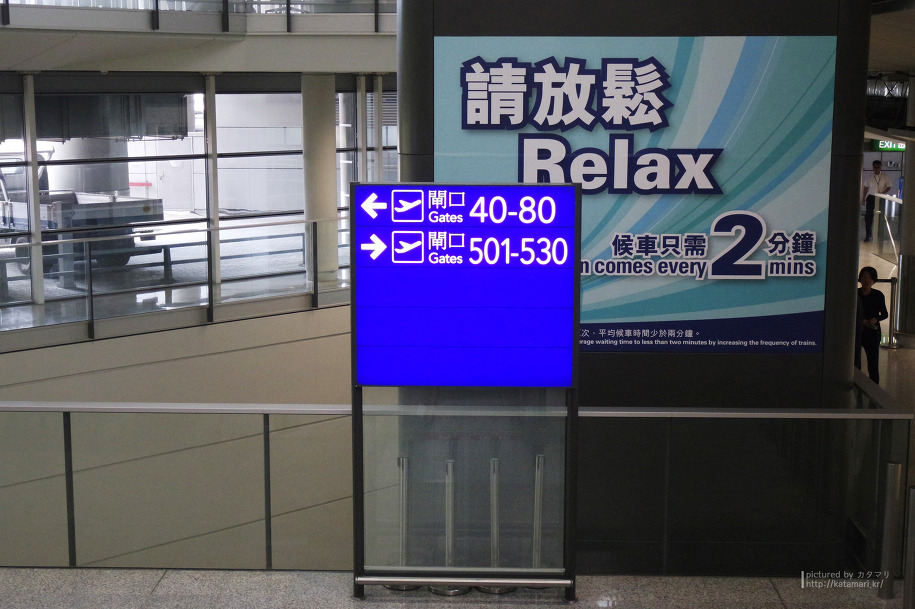 請放鬆
Relax
候車只需2分鐘
comes every 2 mins
次﹐平均候車時間少於兩分鐘。
waiting time to less than two minutes by increasing the frequency of trains.
← 閘口 Gates 40-80
→ 閘口 Gates 501-530
EXIT
pictured by カタマリ
http://katamari.kr/